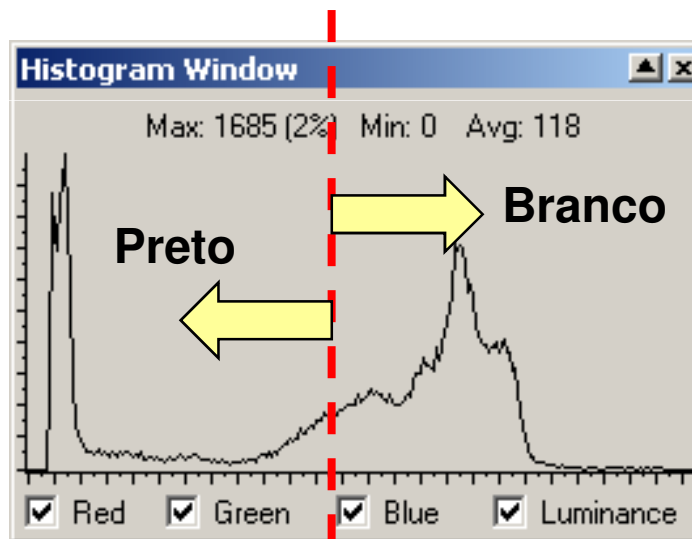 Histogram Window
Max: 1685 (2%) Min: 0 Avg: 118
Branco
Preto
Red Green Blue Luminance